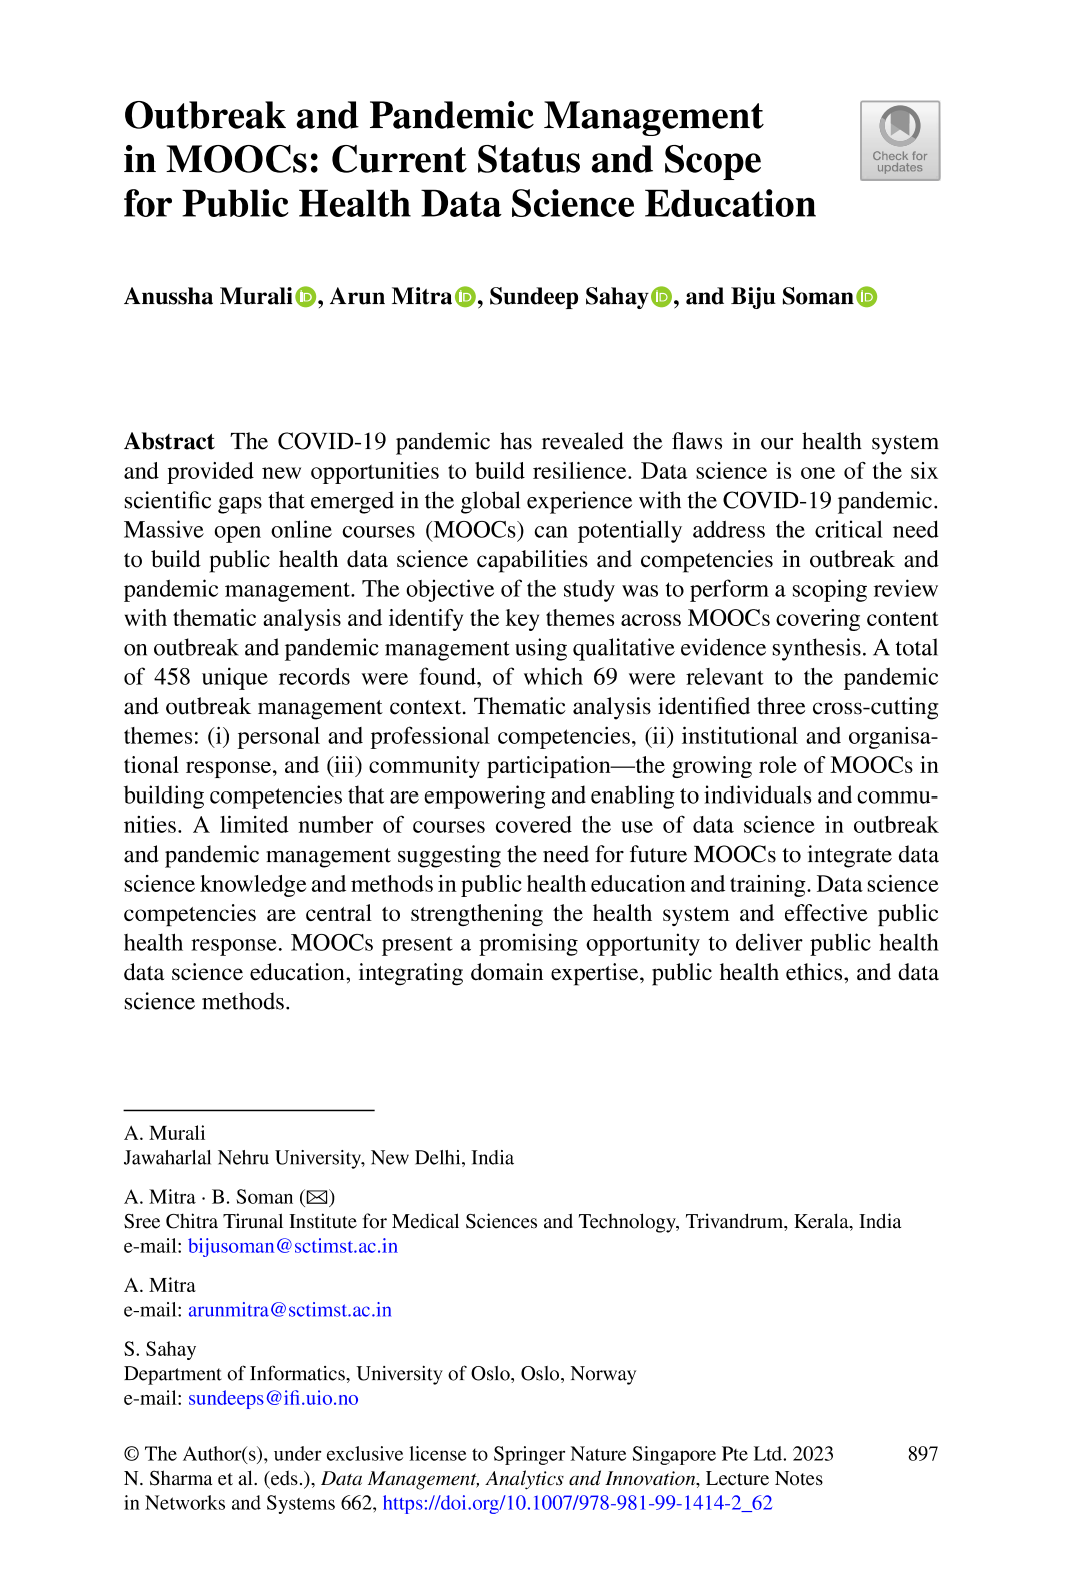 Outbreak and Pandemic Management
in MOOCs: Current Status and Scope
for Public Health Data Science Education
Check for
updates
Anussha Murali, Arun Mitra, Sundeep Sahay, and Biju Soman
Abstract The COVID-19 pandemic has revealed the flaws in our health system
and provided new opportunities to build resilience. Data science is one of the six
scientific gaps that emerged in the global experience with the COVID-19 pandemic.
Massive open online courses (MOOCs) can potentially address the critical need
to build public health data science capabilities and competencies in outbreak and
pandemic management. The objective of the study was to perform a scoping review
with thematic analysis and identify the key themes across MOOCs covering content
on outbreak and pandemic management using qualitative evidence synthesis. A total
of 458 unique records were found, of which 69 were relevant to the pandemic
and outbreak management context. Thematic analysis identified three cross-cutting
themes: (i) personal and professional competencies, (ii) institutional and organisa-
tional response, and (iii) community participation—the growing role of MOOCs in
building competencies that are empowering and enabling to individuals and commu-
nities. A limited number of courses covered the use of data science in outbreak
and pandemic management suggesting the need for future MOOCs to integrate data
science knowledge and methods in public health education and training. Data science
competencies are central to strengthening the health system and effective public
health response. MOOCs present a promising opportunity to deliver public health
data science education, integrating domain expertise, public health ethics, and data
science methods.
A. Murali
Jawaharlal Nehru University, New Delhi, India
A. Mitra · B. Soman (✉)
Sree Chitra Tirunal Institute for Medical Sciences and Technology, Trivandrum, Kerala, India
e-mail: bijusoman@sctimst.ac.in
A. Mitra
e-mail: arunmitra@sctimst.ac.in
S. Sahay
Department of Informatics, University of Oslo, Oslo, Norway
e-mail: sundeeps@ifi.uio.no
© The Author(s), under exclusive license to Springer Nature Singapore Pte Ltd. 2023 897
N. Sharma et al. (eds.), Data Management, Analytics and Innovation, Lecture Notes
in Networks and Systems 662, https://doi.org/10.1007/978-981-99-1414-2_62